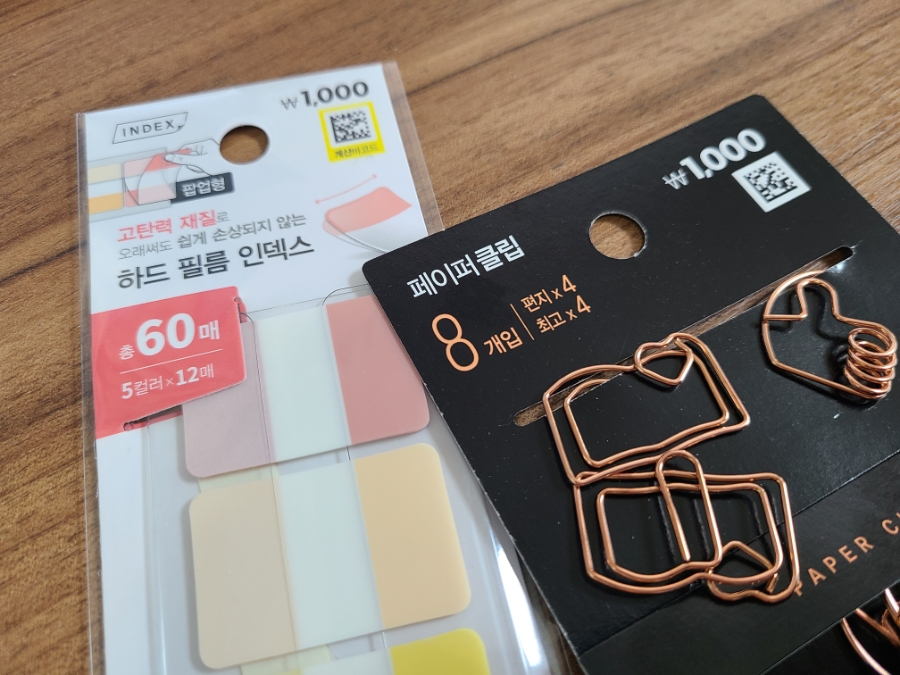 INDEX
₩1,000
계산바코드
팝업형
고탄력 재질로
오래써도 쉽게 손상되지 않는
하드 필름 인덱스
총 60매
5컬러×12매
₩1,000
페이퍼 클립
8개입
편지 x 4
최고 x 4
PAPER C